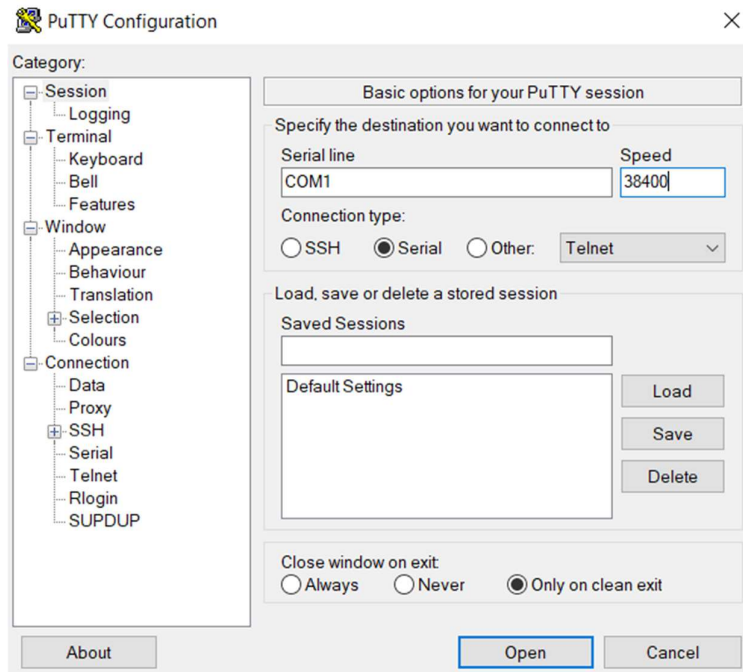 PuTTY Configuration
Category:
Session
Logging
Terminal
Keyboard
Bell
Features
Window
Appearance
Behaviour
Translation
Selection
Colours
Connection
Data
Proxy
SSH
Serial
Telnet
Rlogin
SUPDUP
Basic options for your PuTTY session
Specify the destination you want to connect to
Serial line Speed
COM1 38400
Connection type:
SSH Serial Other: Telnet
Load, save or delete a stored session
Saved Sessions
Default Settings
Load
Save
Delete
Close window on exit:
Always Never Only on clean exit
About Open Cancel